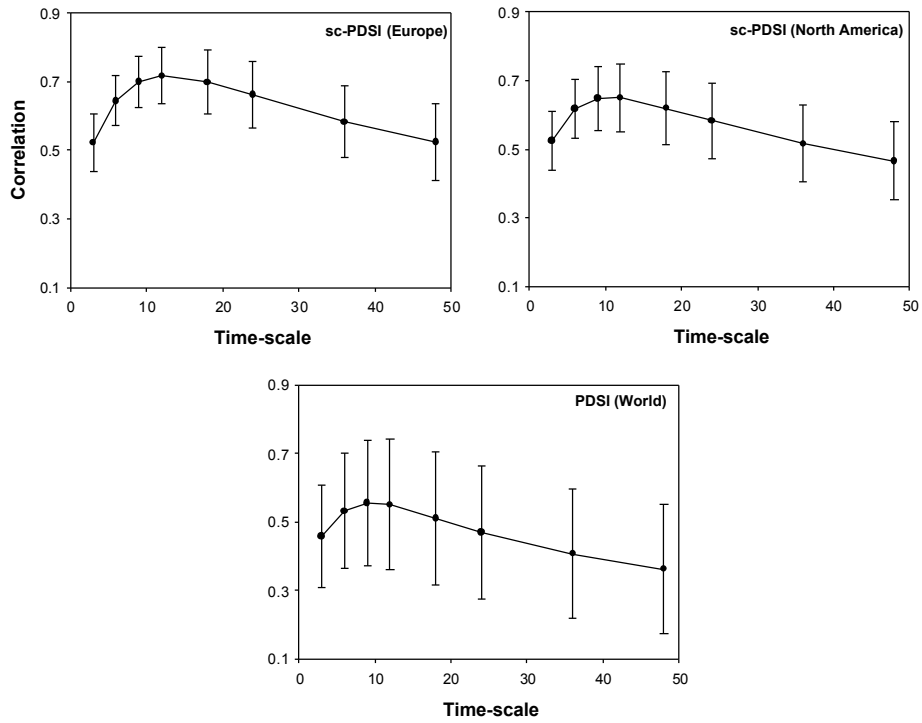 sc-PDSI (Europe)
Correlation
0.9
0.7
0.5
0.3
0.1
0 10 20 30 40 50
Time-scale
sc-PDSI (North America)
0.9
0.7
0.5
0.3
0.1
0 10 20 30 40 50
Time-scale
PDSI (World)
0.9
0.7
0.5
0.3
0.1
0 10 20 30 40 50
Time-scale